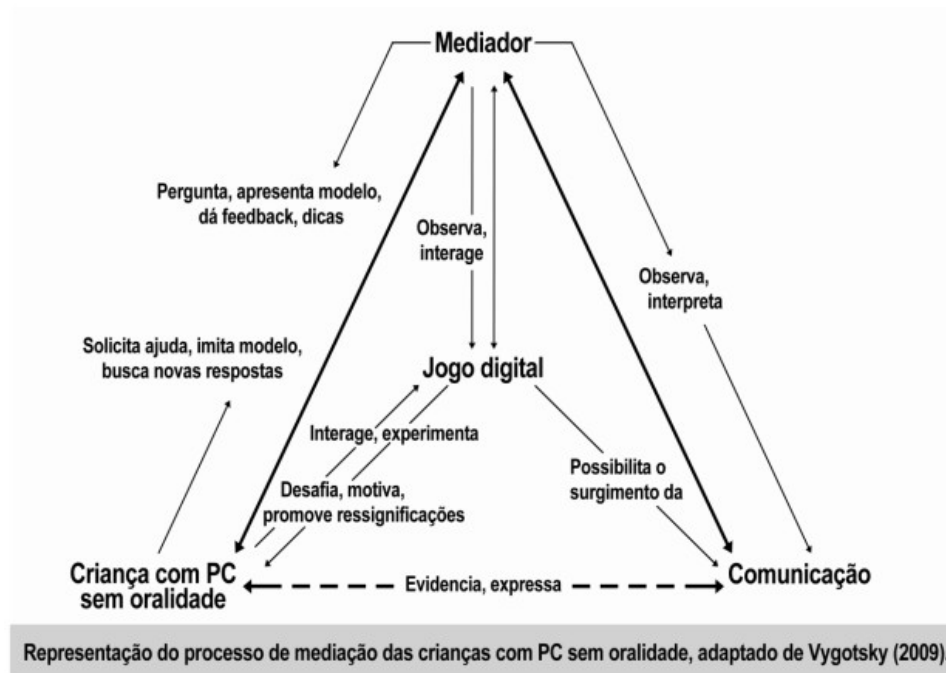 Mediador
Pergunta, apresenta modelo,
dá feedback, dicas
Observa,
interage
Observa,
interpreta
Solicita ajuda, imita modelo,
busca novas respostas
Jogo digital
Interage, experimenta
Desafia, motiva,
promove ressignificações
Possibilita o
surgimento da
Criança com PC
sem oralidade
Evidencia, expressa
Comunicação
Representação do processo de mediação das crianças com PC sem oralidade, adaptado de Vygotsky (2009).